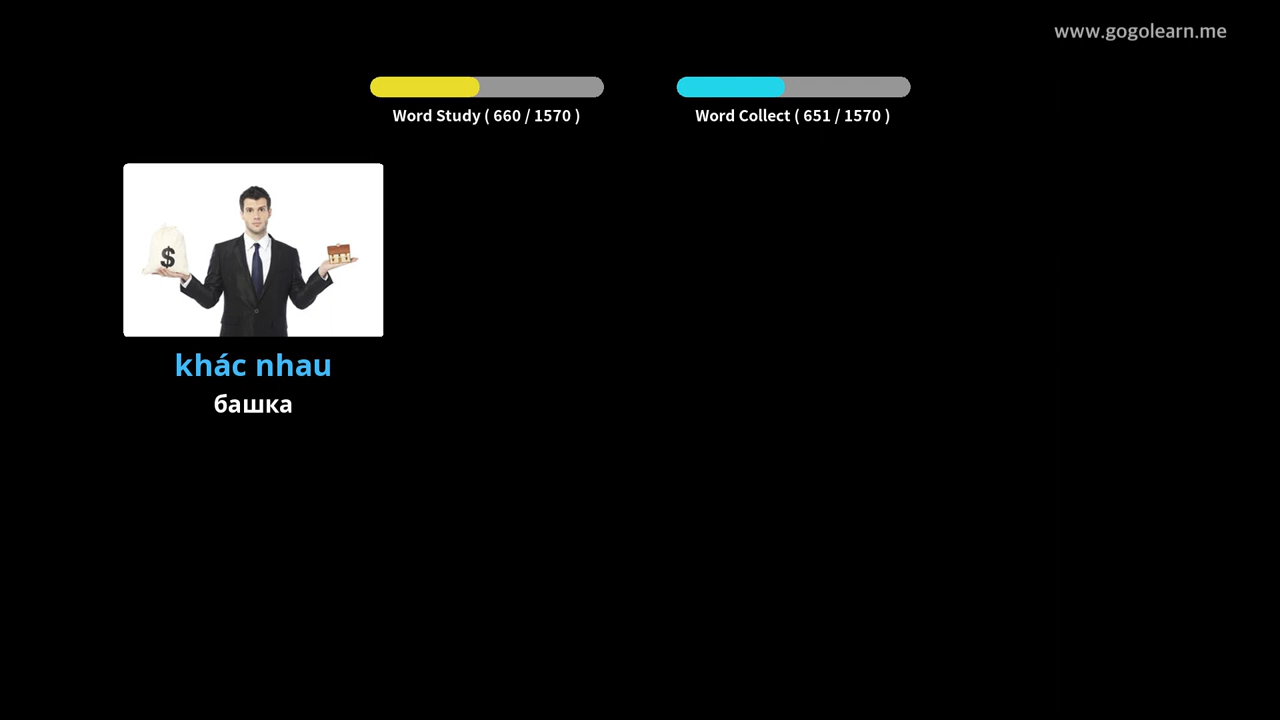 www.gogolearn.me
Word Study ( 660 / 1570 )
Word Collect ( 651 / 1570 )
$
khác nhau
башка